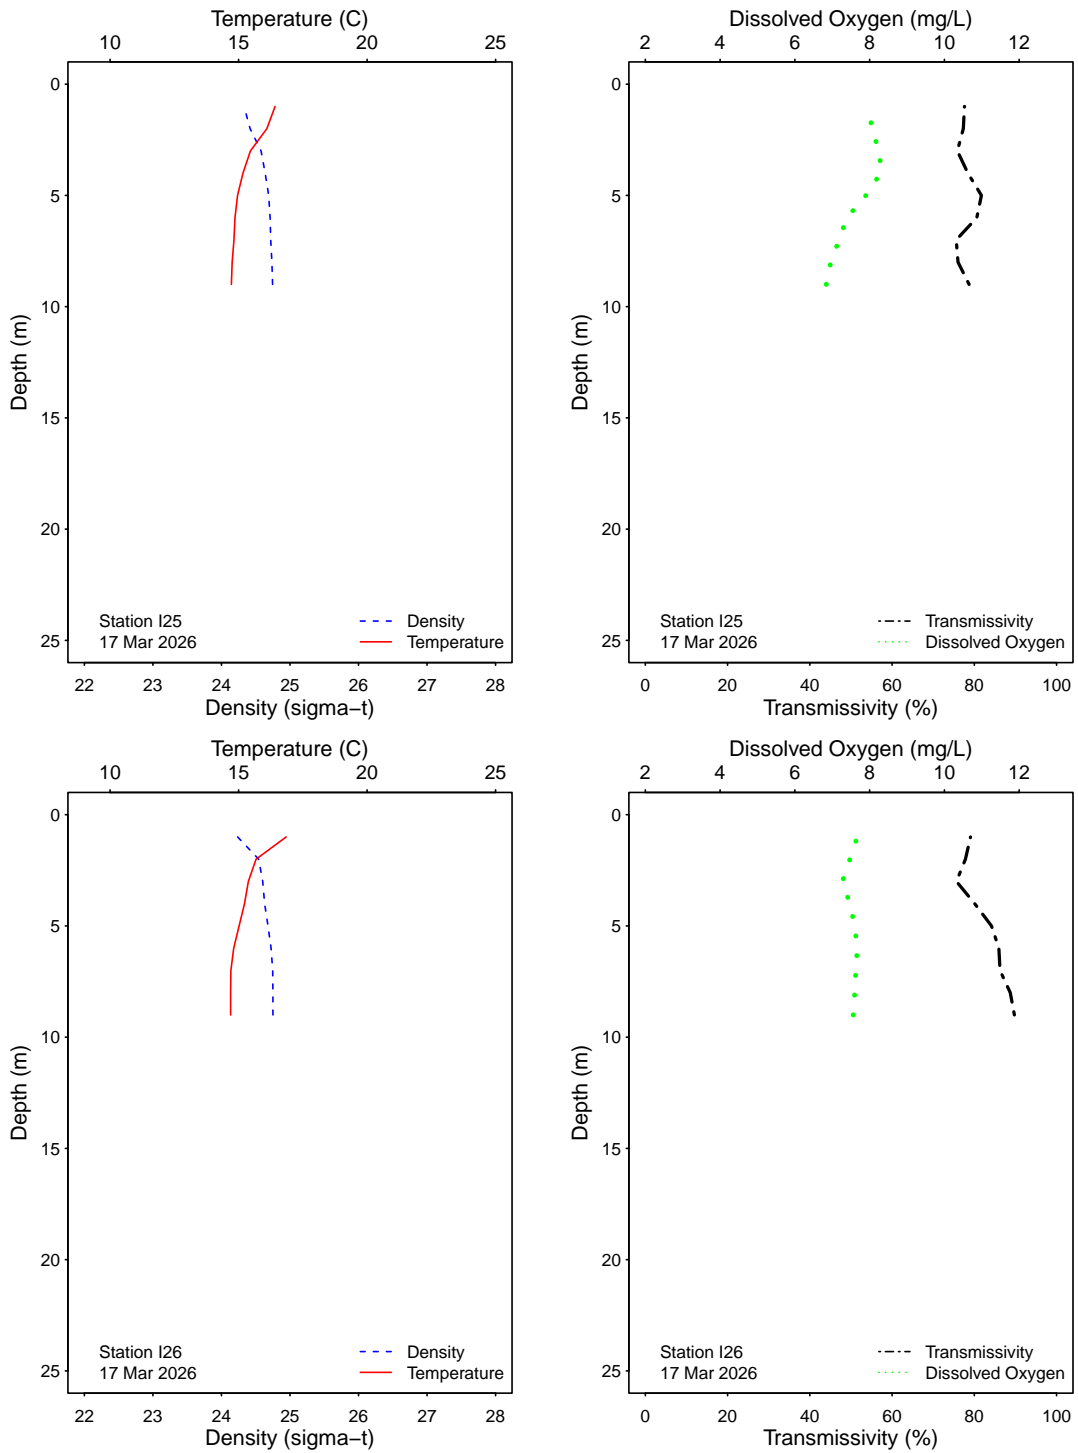 Temperature (C)
10 15 20 25
0
5
10
15
20
25
Depth (m)
Station I25
17 Mar 2026
Density
Temperature
22 23 24 25 26 27 28
Density (sigma−t)
Dissolved Oxygen (mg/L)
2 4 6 8 10 12
0
5
10
15
20
25
Depth (m)
Station I25
17 Mar 2026
Transmissivity
Dissolved Oxygen
0 20 40 60 80 100
Transmissivity (%)
Temperature (C)
10 15 20 25
0
5
10
15
20
25
Depth (m)
Station I26
17 Mar 2026
Density
Temperature
22 23 24 25 26 27 28
Density (sigma−t)
Dissolved Oxygen (mg/L)
2 4 6 8 10 12
0
5
10
15
20
25
Depth (m)
Station I26
17 Mar 2026
Transmissivity
Dissolved Oxygen
0 20 40 60 80 100
Transmissivity (%)